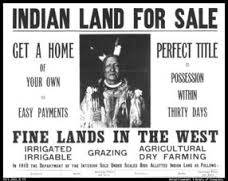 INDIAN LAND FOR SALE
GET A HOME
OF
YOUR OWN
EASY PAYMENTS
PERFECT TITLE
POSSESSION
WITHIN
THIRTY DAYS
FINE LANDS IN THE WEST
IRRIGATED
IRRIGABLE
GRAZING
AGRICULTURAL
DRY FARMING
IN 1910 THE DEPARTMENT OF THE INTERIOR SOLD UNDER SEALED BIDS ALLOTTED INDIAN LAND AS FOLLOWS: